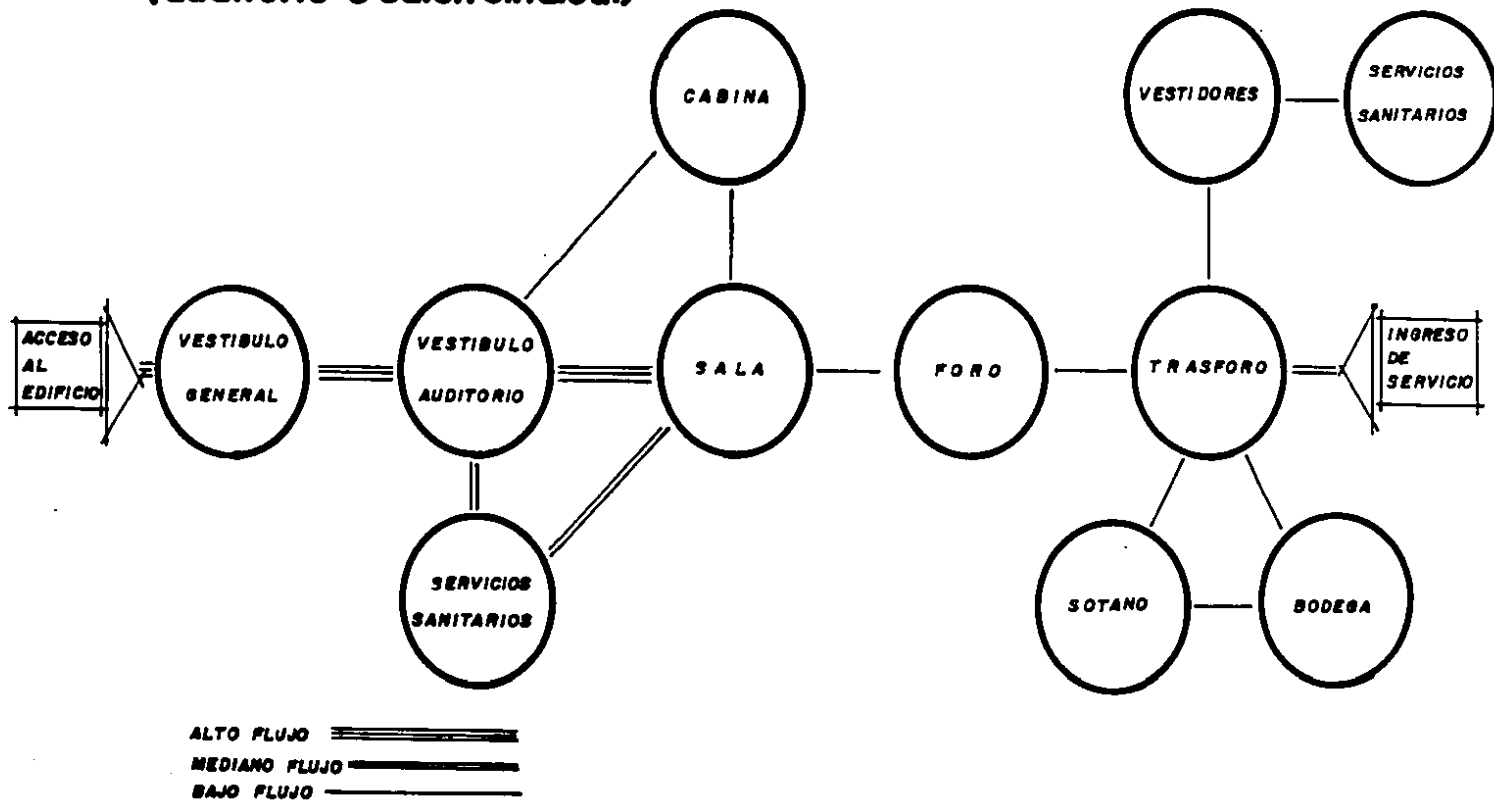 CABINA
VESTIDORES
SERVICIOS
SANITARIOS
ACCESO
AL
EDIFICIO
VESTIBULO
GENERAL
VESTIBULO
AUDITORIO
SALA
FORO
TRASFORO
INGRESO
DE
SERVICIO
SERVICIOS
SANITARIOS
SOTANO
BODEGA
ALTO FLUJO
MEDIANO FLUJO
BAJO FLUJO